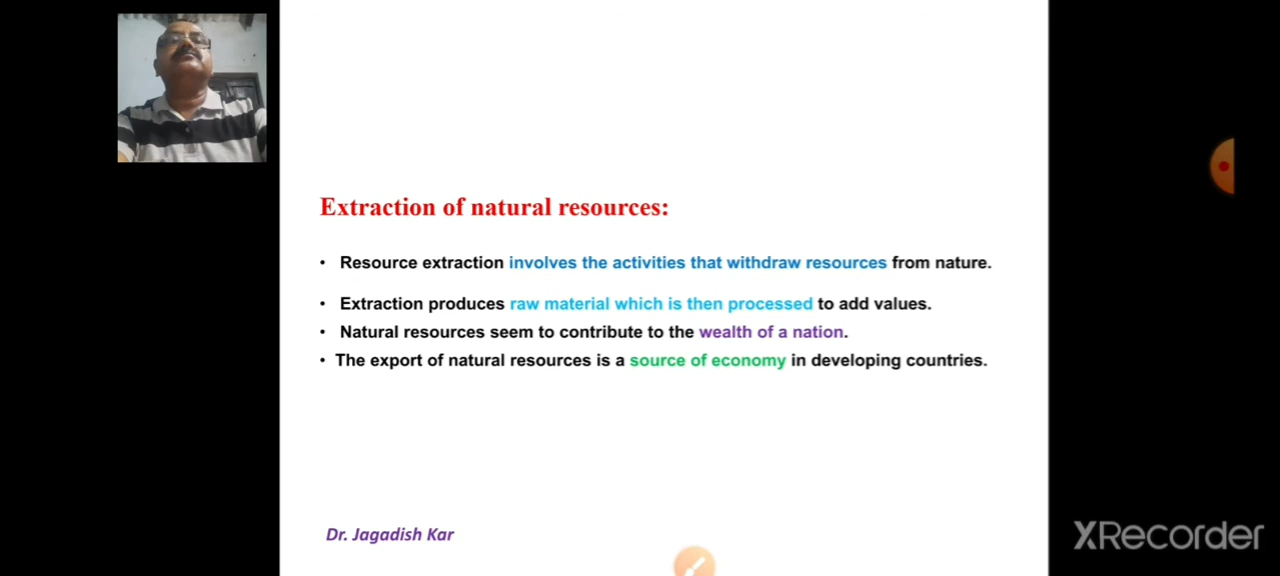 Extraction of natural resources:
• Resource extraction involves the activities that withdraw resources from nature.
• Extraction produces raw material which is then processed to add values.
• Natural resources seem to contribute to the wealth of a nation.
• The export of natural resources is a source of economy in developing countries.
Dr. Jagadish Kar
XRecorder